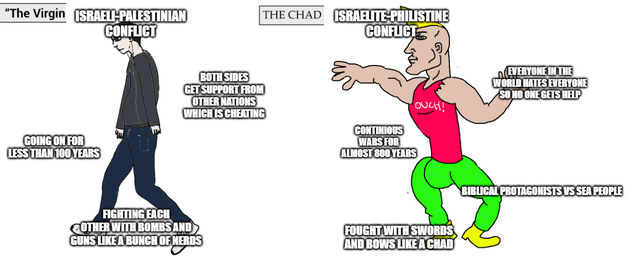 "The Virgin
ISRAELI-PALESTINIAN
CONFLICT
BOTH SIDES
GET SUPPORT FROM
OTHER NATIONS
WHICH IS CHEATING
GOING ON FOR
LESS THAN 100 YEARS
FIGHTING EACH
OTHER WITH BOMBS AND
GUNS LIKE A BUNCH OF NERDS
THE CHAD
ISRAELITE-PHILISTINE
CONFLICT
EVERYONE IN THE
WORLD HATES EVERYONE
SO NO ONE GETS HELP
OUCH!
CONTINIOUS
WARS FOR
ALMOST 800 YEARS
BIBLICAL PROTAGONISTS VS SEA PEOPLE
FOUGHT WITH SWORDS
AND BOWS LIKE A CHAD